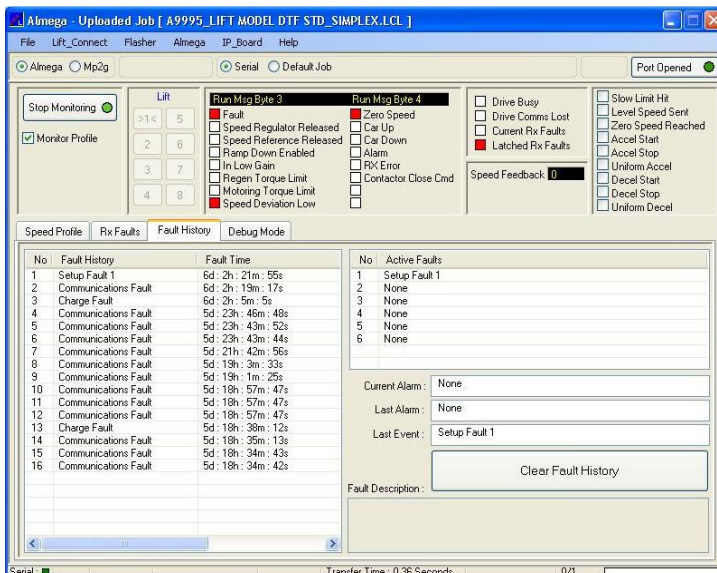 Almega - Uploaded Job [ A9995_LIFT MODEL DTF STD_SIMPLEX.LCL ]
File Lift_Connect Flasher Almega IP_Board Help
Almega Mp2g Serial Default Job Port Opened
Stop Monitoring
Monitor Profile
Lift
>1< 5
2 6
3 7
4 8
Run Msg Byte 3 Run Msg Byte 4
Fault Zero Speed
Speed Regulator Released Car Up
Speed Reference Released Car Down
Ramp Down Enabled Alarm
In Low Gain RX Error
Regen Torque Limit Contactor Close Cmd
Motoring Torque Limit
Speed Deviation Low
Drive Busy
Drive Comms Lost
Current Rx Faults
Latched Rx Faults
Speed Feedback 0
Slow Limit Hit
Level Speed Sent
Zero Speed Reached
Accel Start
Accel Stop
Uniform Accel
Decel Start
Decel Stop
Uniform Decel
Speed Profile Rx Faults Fault History Debug Mode
No Fault History Fault Time
1 Setup Fault 1 6d : 2h : 21m : 55s
2 Communications Fault 6d : 2h : 19m : 17s
3 Charge Fault 6d : 2h : 5m : 5s
4 Communications Fault 5d : 23h : 46m : 48s
5 Communications Fault 5d : 23h : 43m : 52s
6 Communications Fault 5d : 23h : 43m : 44s
7 Communications Fault 5d : 21h : 42m : 56s
8 Communications Fault 5d : 19h : 3m : 33s
9 Communications Fault 5d : 19h : 1m : 25s
10 Communications Fault 5d : 18h : 57m : 47s
11 Communications Fault 5d : 18h : 57m : 47s
12 Communications Fault 5d : 18h : 57m : 47s
13 Charge Fault 5d : 18h : 38m : 12s
14 Communications Fault 5d : 18h : 35m : 13s
15 Communications Fault 5d : 18h : 34m : 43s
16 Communications Fault 5d : 18h : 34m : 42s
No Active Faults
1 Setup Fault 1
2 None
3 None
4 None
5 None
6 None
Current Alarm : None
Last Alarm : None
Last Event : Setup Fault 1
Clear Fault History
Fault Description :
Serial : Transfer Time : 0.36 Seconds 0/1